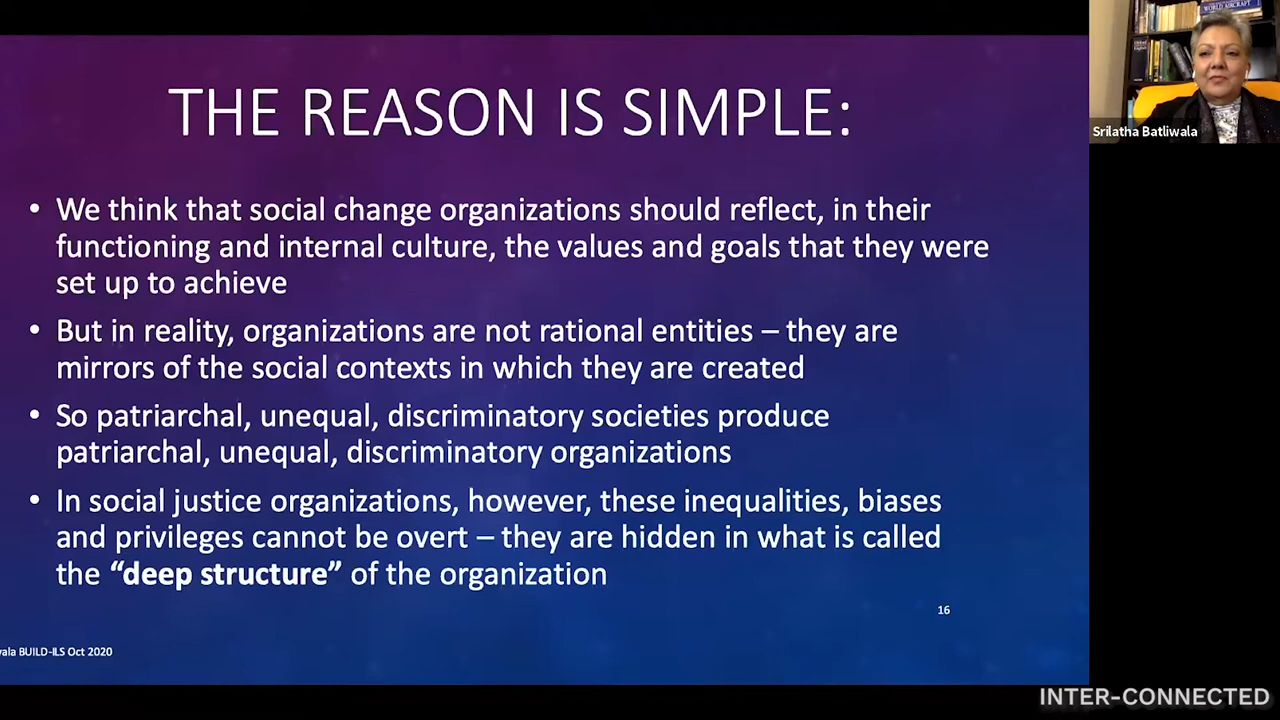 THE REASON IS SIMPLE:
• We think that social change organizations should reflect, in their
functioning and internal culture, the values and goals that they were
set up to achieve
• But in reality, organizations are not rational entities – they are
mirrors of the social contexts in which they are created
• So patriarchal, unequal, discriminatory societies produce
patriarchal, unequal, discriminatory organizations
• In social justice organizations, however, these inequalities, biases
and privileges cannot be overt – they are hidden in what is called
the “deep structure” of the organization
16
BUILD-ILS Oct 2020
WORLD AIRCRAFT
Srilatha Batliwala
INTER-CONNECTED